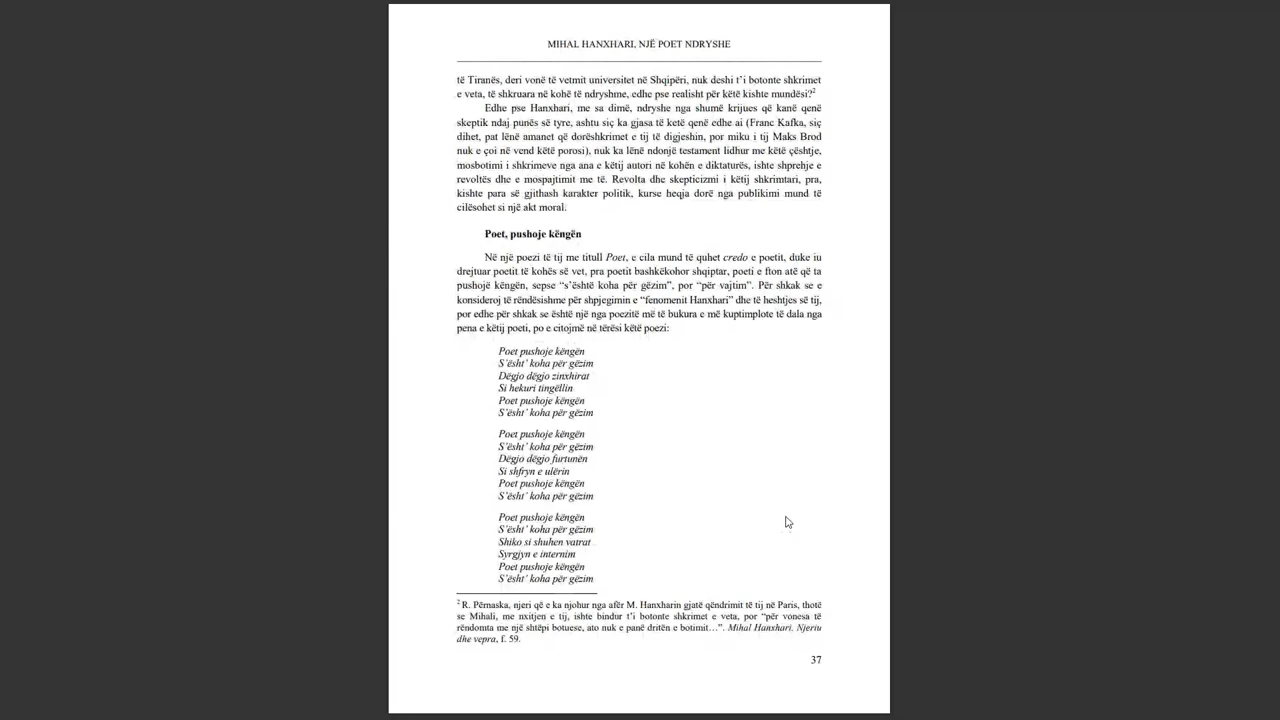 MIHAL HANXHARI, NJË POET NDRYSHE
të Tiranës, deri vonë të vetmit universitet në Shqipëri, nuk deshi t’i botonte shkrimet
e veta, të shkruara në kohë të ndryshme, edhe pse realisht për këtë kishte mundësi?2
Edhe pse Hanxhari, me sa dimë, ndryshe nga shumë krijues që kanë qenë
skeptik ndaj punës së tyre, ashtu siç ka gjasa të ketë qenë edhe ai (Franc Kafka, siç
dihet, pat lënë amanet që dorëshkrimet e tij të digjeshin, por miku i tij Maks Brod
nuk e çoi në vend këtë porosi), nuk ka lënë ndonjë testament lidhur me këtë çështje,
mosbotimi i shkrimeve nga ana e këtij autori në kohën e diktaturës, ishte shprehje e
revoltës dhe e mospajtimit me të. Revolta dhe skepticizmi i këtij shkrimtari, pra,
kishte para së gjithash karakter politik, kurse heqja dorë nga publikimi mund të
cilësohet si një akt moral.
Poet, pushoje këngën
Në një poezi të tij me titull Poet, e cila mund të quhet credo e poetit, duke iu
drejtuar poetit të kohës së vet, pra poetit bashkëkohor shqiptar, poeti e fton atë që ta
pushojë këngën, sepse “s’është koha për gëzim”, por “për vajtim”. Për shkak se e
konsideroj të rëndësishme për shpjegimin e “fenomenit Hanxhari” dhe të heshtjes së tij,
por edhe për shkak se është një nga poezitë më të bukura e më kuptimplote të dala nga
pena e këtij poeti, po e citojmë në tërësi këtë poezi:
Poet pushoje këngën
S’ësht’ koha për gëzim
Dëgjo dëgjo zinxhirat
Si hekuri tingëllin
Poet pushoje këngën
S’ësht’ koha për gëzim
Poet pushoje këngën
S’ësht’ koha për gëzim
Dëgjo dëgjo furtunën
Si shfryn e ulërin
Poet pushoje këngën
S’ësht’ koha për gëzim
Poet pushoje këngën
S’ësht’ koha për gëzim
Shiko si shuhen vatrat
Syrgjyn e internim
Poet pushoje këngën
S’ësht’ koha për gëzim
2 R. Përnaska, njeri që e ka njohur nga afër M. Hanxharin gjatë qëndrimit të tij në Paris, thotë
se Mihali, me nxitjen e tij, ishte bindur t’i botonte shkrimet e veta, por “për vonesa të
rëndomta me një shtëpi botuese, ato nuk e panë dritën e botimit…”. Mihal Hanxhari. Njeriu
dhe vepra, f. 59.
37